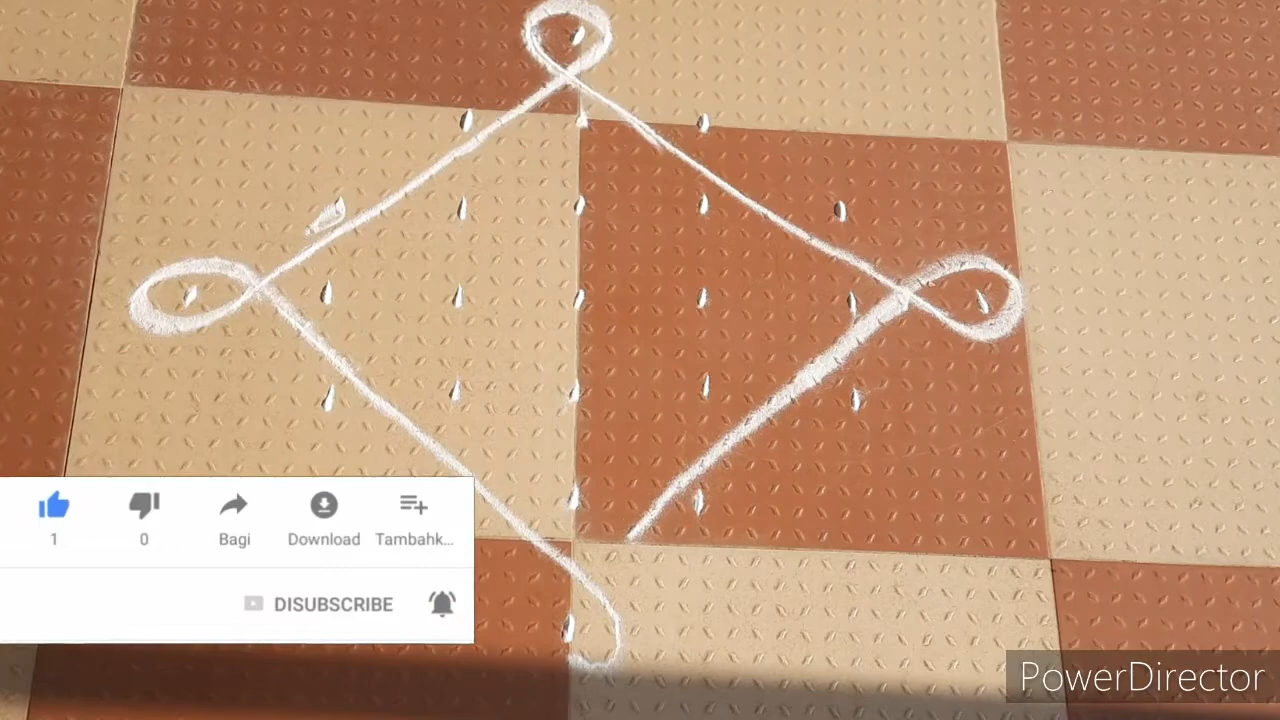 1
0
Bagi
Download
Tambahk...
DISUBSCRIBE
PowerDirector